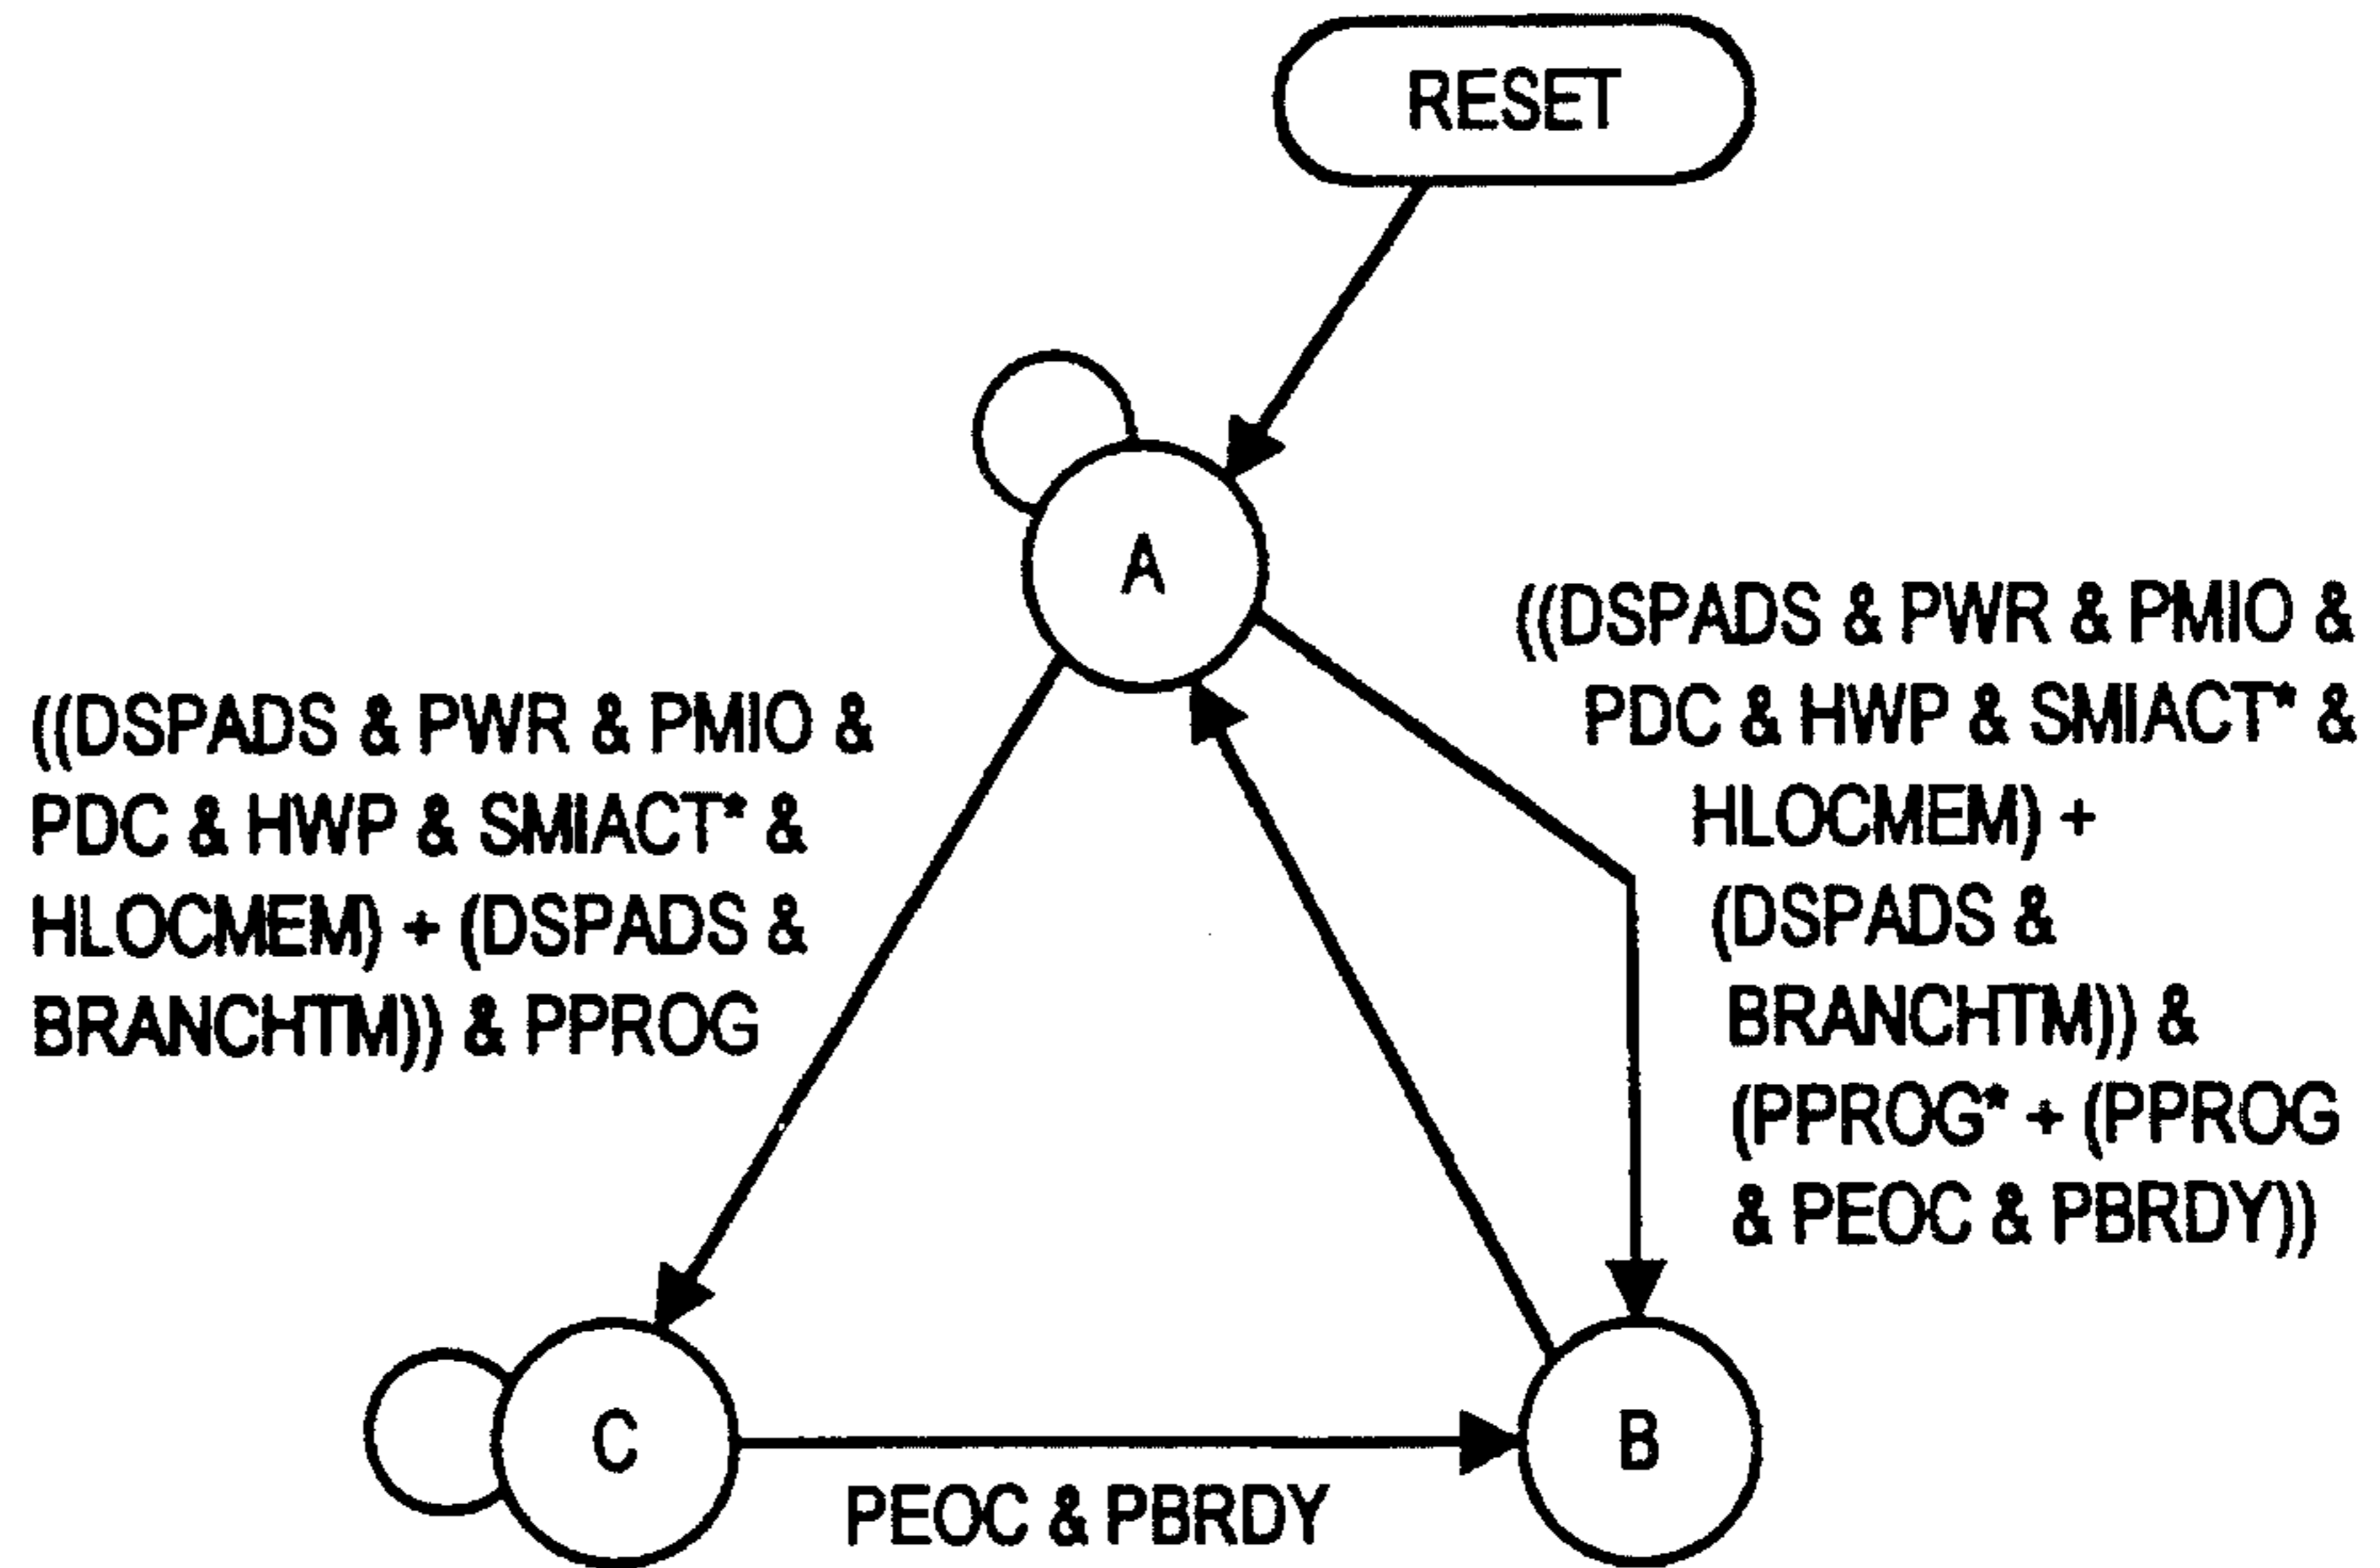 RESET
A
((DSPADS & PWR & PMIO &
PDC & HWP & SMIACT* &
HLOCMEM) + (DSPADS &
BRANCHTM)) & PPROG
((DSPADS & PWR & PMIO &
PDC & HWP & SMIACT* &
HLOCMEM) +
(DSPADS &
BRANCHTM)) &
(PPROG* + (PPROG
& PEOC & PBRDY))
C
B
PEOC & PBRDY